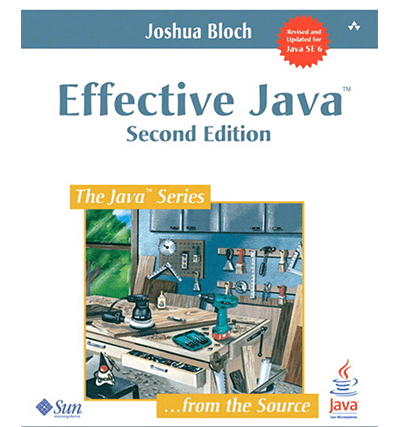 Joshua Bloch
Revised and
Updated for
Java SE 6
Effective Java™
Second Edition
The Java™ Series
...from the Source
Sun
microsystems
Java
Sun Microsystems